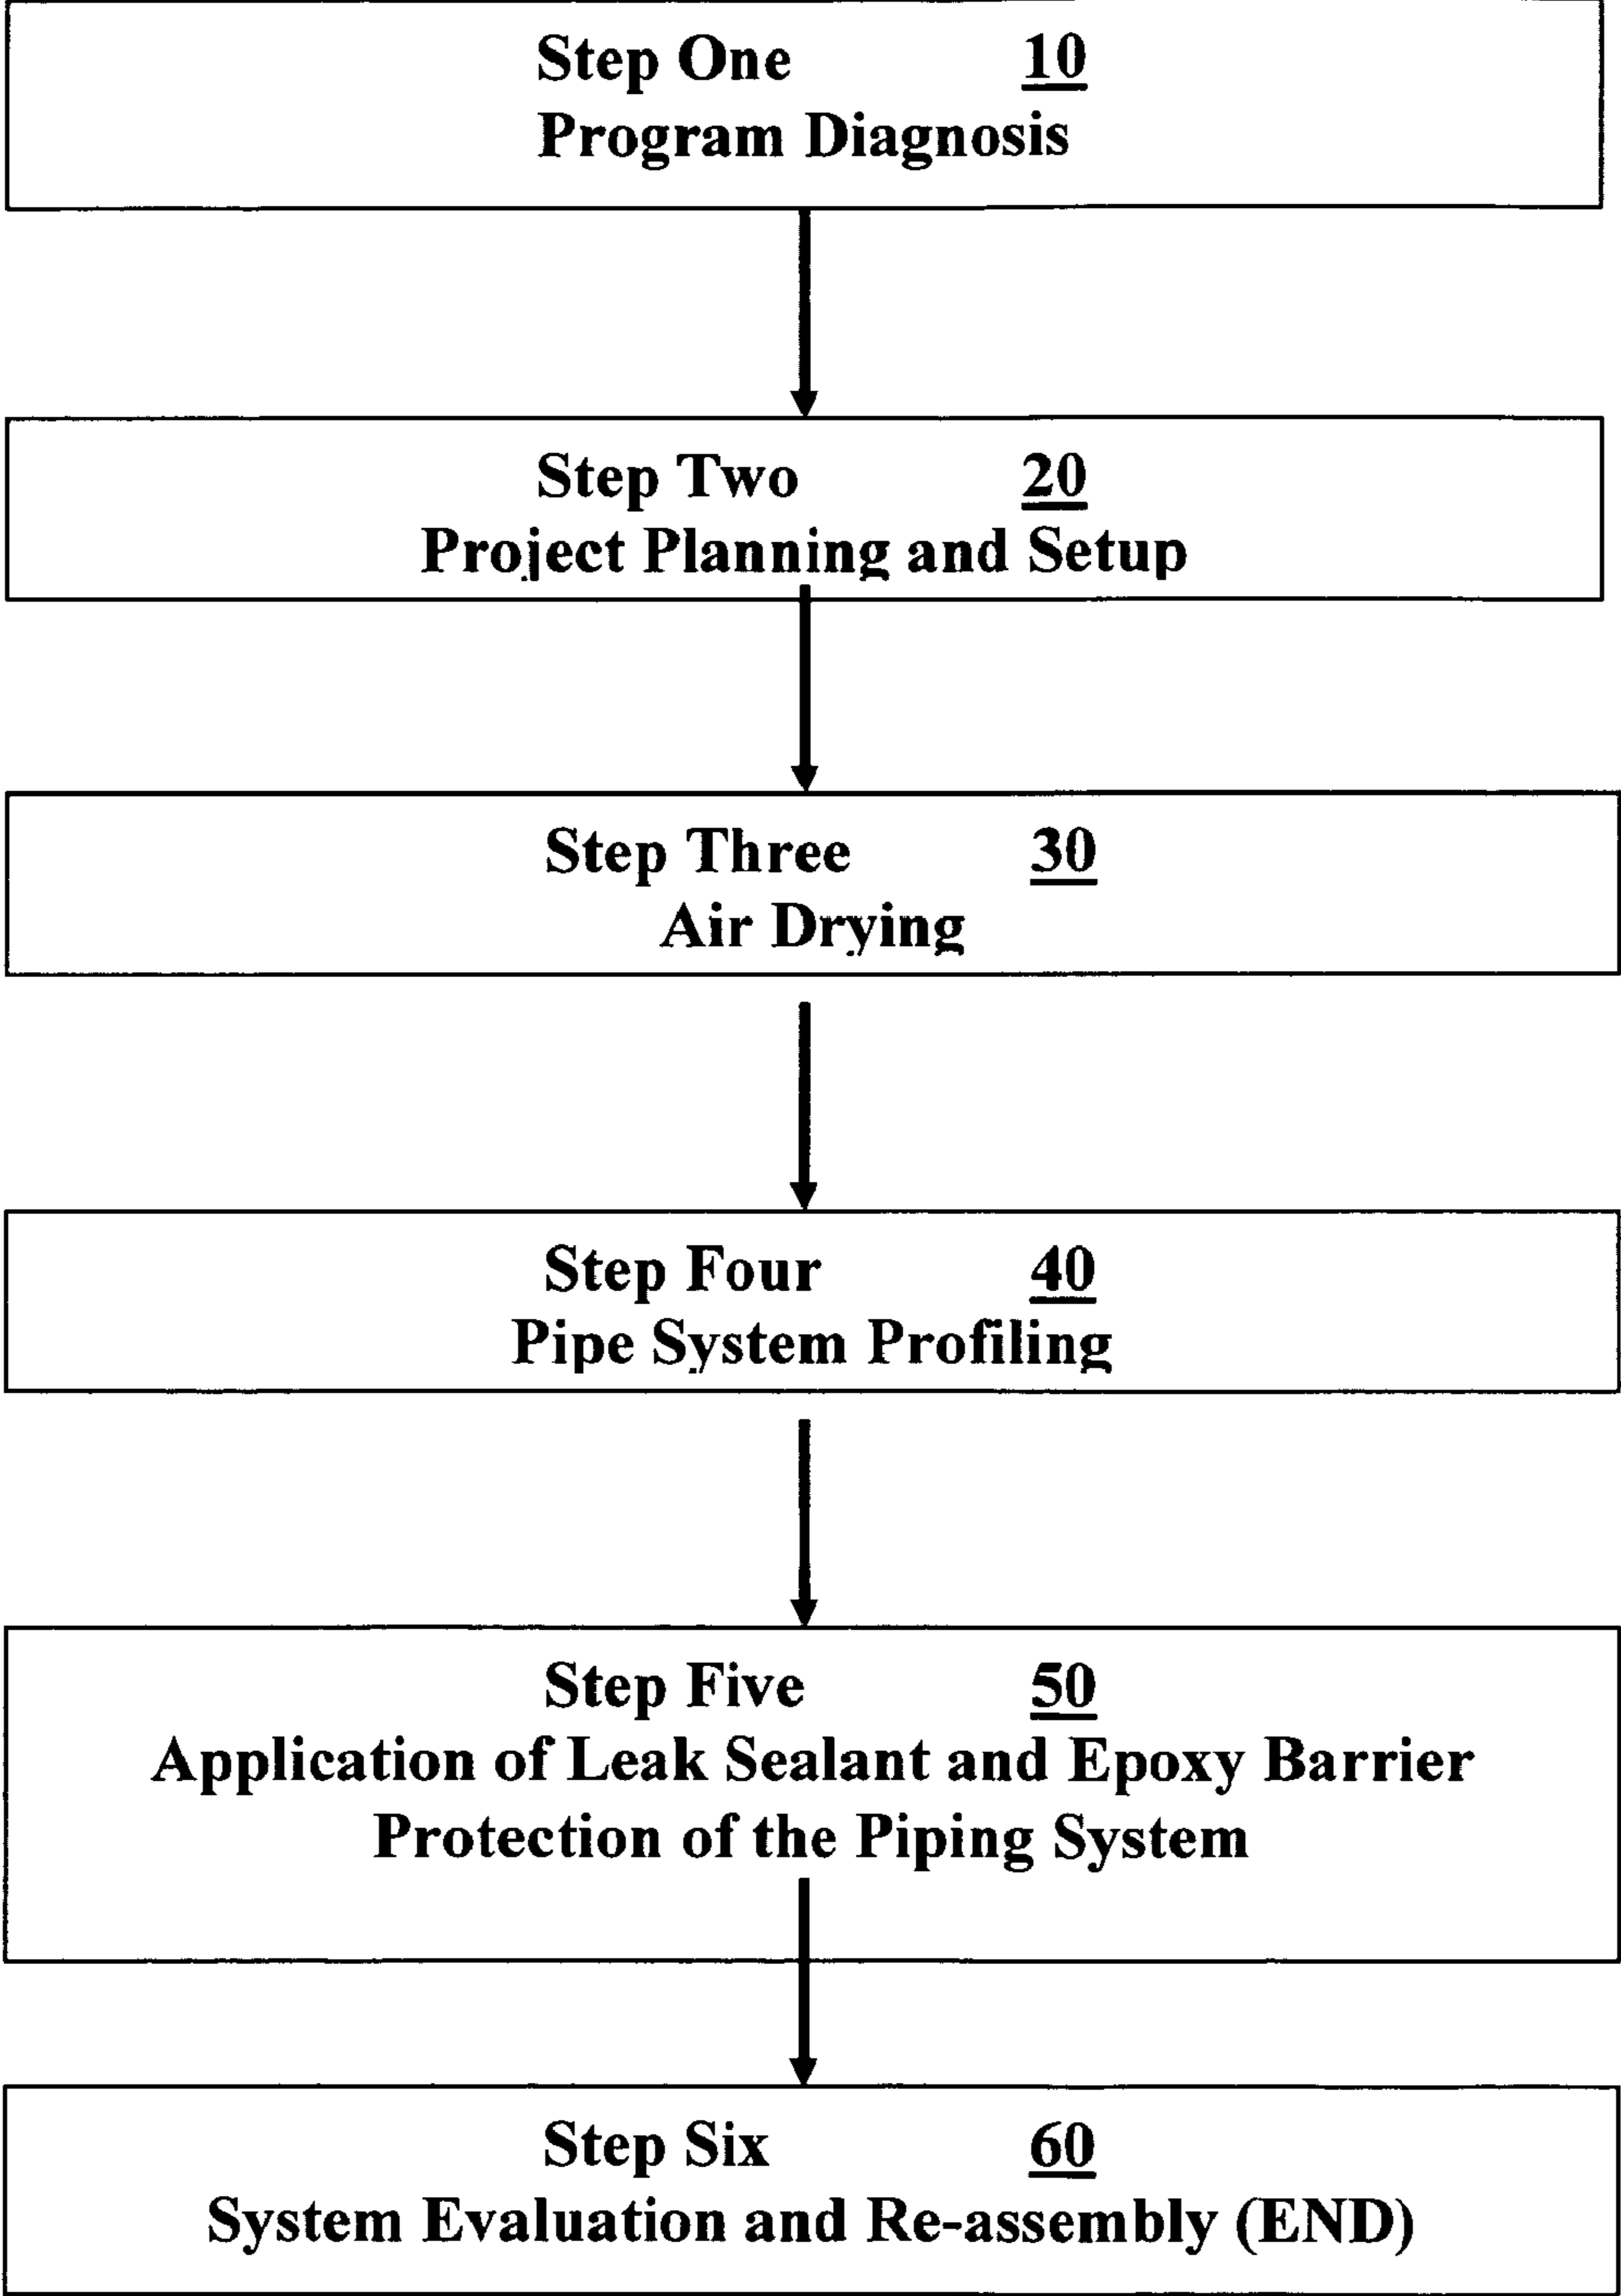 Step One 10
Program Diagnosis
Step Two 20
Project Planning and Setup
Step Three 30
Air Drying
Step Four 40
Pipe System Profiling
Step Five 50
Application of Leak Sealant and Epoxy Barrier
Protection of the Piping System
Step Six 60
System Evaluation and Re-assembly (END)